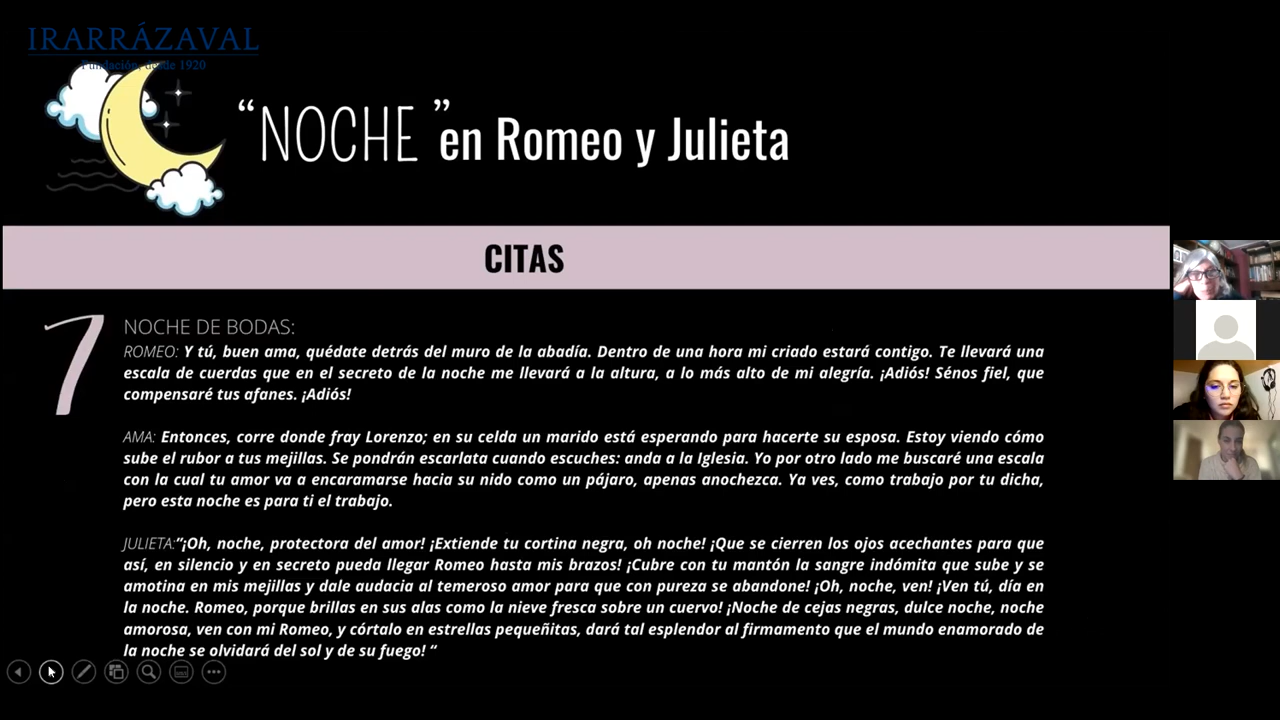 IRARRÁZAVAL
Fundación, desde 1920
“NOCHE ” en Romeo y Julieta
CITAS
7
NOCHE DE BODAS:
ROMEO: Y tú, buen ama, quédate detrás del muro de la abadía. Dentro de una hora mi criado estará contigo. Te llevará una
escala de cuerdas que en el secreto de la noche me llevará a la altura, a lo más alto de mi alegría. ¡Adiós! Sénos fiel, que
compensaré tus afanes. ¡Adiós!
AMA: Entonces, corre donde fray Lorenzo; en su celda un marido está esperando para hacerte su esposa. Estoy viendo cómo
sube el rubor a tus mejillas. Se pondrán escarlata cuando escuches: anda a la Iglesia. Yo por otro lado me buscaré una escala
con la cual tu amor va a encaramarse hacia su nido como un pájaro, apenas anochezca. Ya ves, como trabajo por tu dicha,
pero esta noche es para ti el trabajo.
JULIETA:“¡Oh, noche, protectora del amor! ¡Extiende tu cortina negra, oh noche! ¡Que se cierren los ojos acechantes para que
así, en silencio y en secreto pueda llegar Romeo hasta mis brazos! ¡Cubre con tu mantón la sangre indómita que sube y se
amotina en mis mejillas y dale audacia al temeroso amor para que con pureza se abandone! ¡Oh, noche, ven! ¡Ven tú, día en
la noche. Romeo, porque brillas en sus alas como la nieve fresca sobre un cuervo! ¡Noche de cejas negras, dulce noche, noche
amorosa, ven con mi Romeo, y córtalo en estrellas pequeñitas, dará tal esplendor al firmamento que el mundo enamorado de
la noche se olvidará del sol y de su fuego! “